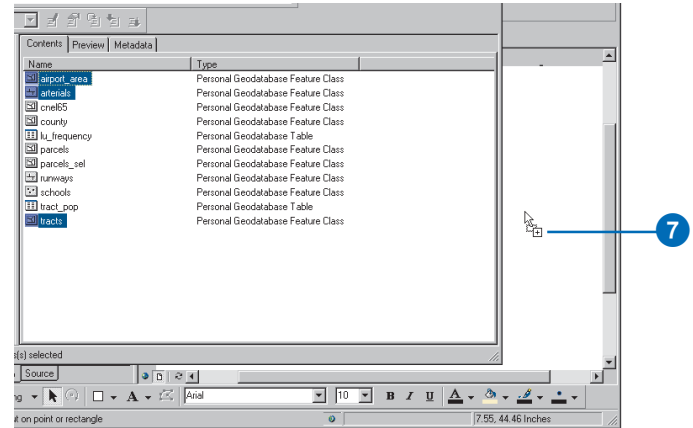 Contents Preview Metadata
Name Type
airport_area Personal Geodatabase Feature Class
arterials Personal Geodatabase Feature Class
cnel65 Personal Geodatabase Feature Class
county Personal Geodatabase Feature Class
lu_frequency Personal Geodatabase Table
parcels Personal Geodatabase Feature Class
parcels_sel Personal Geodatabase Feature Class
runways Personal Geodatabase Feature Class
schools Personal Geodatabase Feature Class
tract_pop Personal Geodatabase Table
tracts Personal Geodatabase Feature Class
7
(s) selected
Source
A Arial 10 B I U A
on point or rectangle 7.55, 44.46 Inches